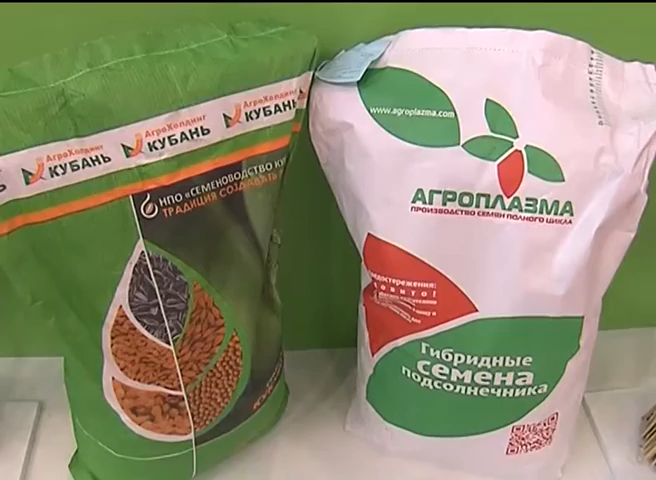 АгроХолдинг
КУБАНЬ
АгроХолдинг
КУБАНЬ
АгроХолдинг
КУБАНЬ
НПО «СЕМЕНОВОДСТВО
ТРАДИЦИЯ СОЗДАВАТЬ
www.agroplazma.com
АГРОПЛАЗМА
ПРОИЗВОДСТВО СЕМЯН ПОЛНОГО ЦИКЛА
Гибридные
семена
подсолнечника